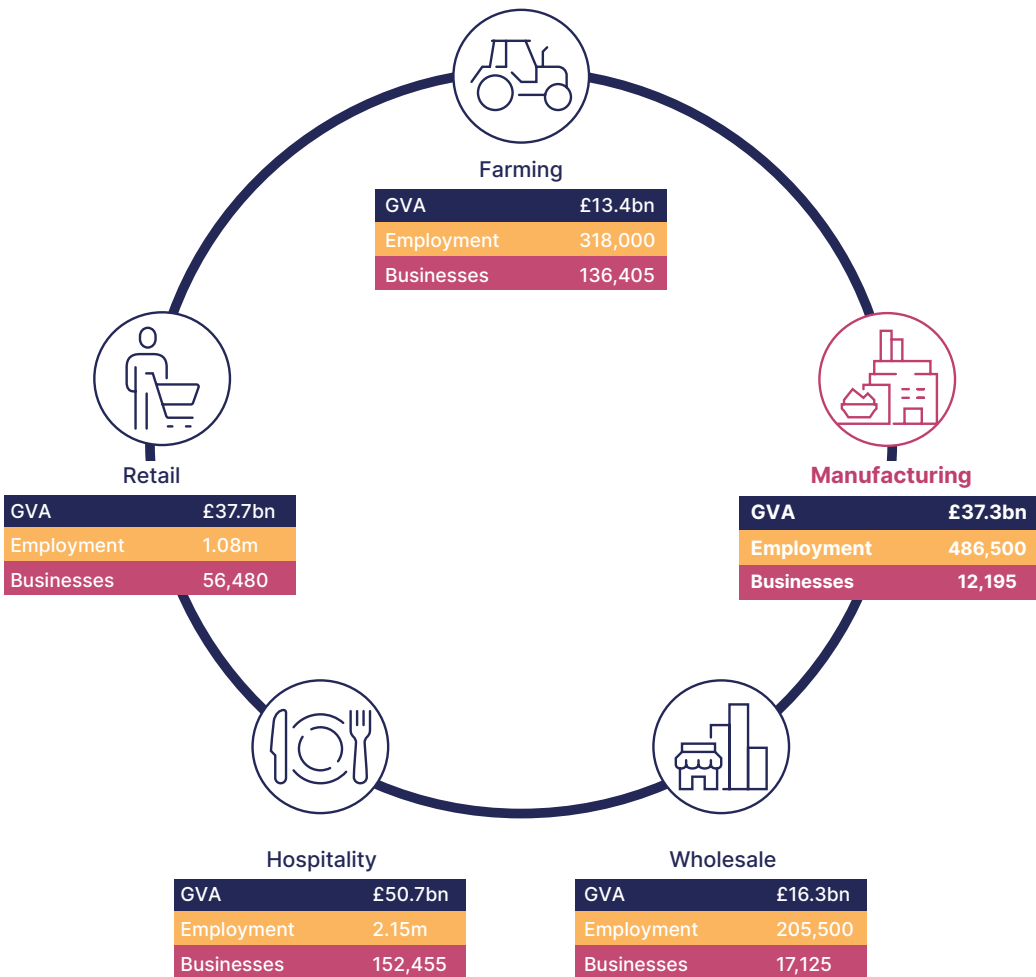 Farming
GVA £13.4bn
Employment 318,000
Businesses 136,405
Retail
GVA £37.7bn
Employment 1.08m
Businesses 56,480
Manufacturing
GVA £37.3bn
Employment 486,500
Businesses 12,195
Hospitality
GVA £50.7bn
Employment 2.15m
Businesses 152,455
Wholesale
GVA £16.3bn
Employment 205,500
Businesses 17,125